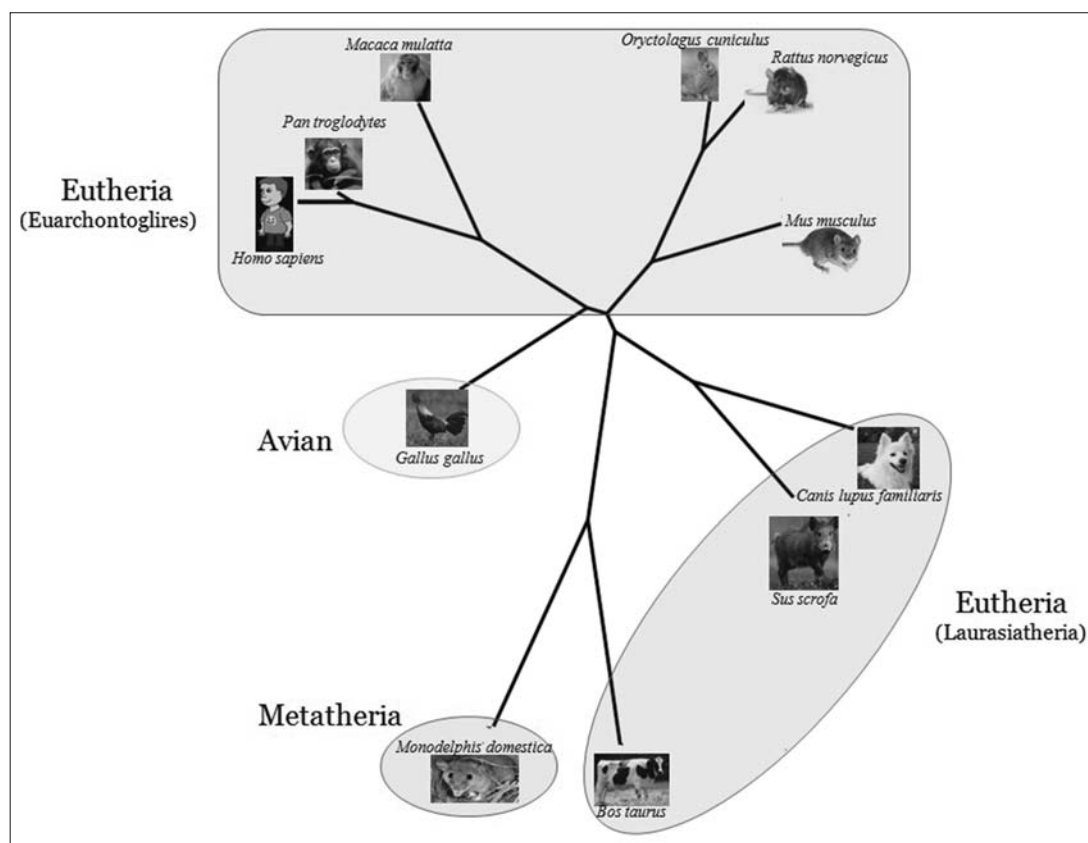 Macaca mulatta
Oryctolagus cuniculus
Rattus norvegicus
Pan troglodytes
Eutheria
(Euarchontoglires)
Mus musculus
Homo sapiens
Avian
Gallus gallus
Canis lupus familiaris
Sus scrofa
Eutheria
(Laurasiatheria)
Metatheria
Monodelphis domestica
Bos taurus